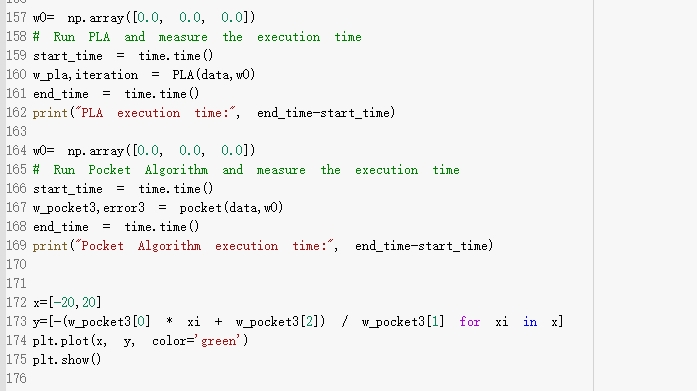 157 w0= np.array([0.0, 0.0, 0.0])
158 # Run PLA and measure the execution time
159 start_time = time.time()
160 w_pla,iteration = PLA(data,w0)
161 end_time = time.time()
162 print("PLA execution time:", end_time-start_time)
163
164 w0= np.array([0.0, 0.0, 0.0])
165 # Run Pocket Algorithm and measure the execution time
166 start_time = time.time()
167 w_pocket3,error3 = pocket(data,w0)
168 end_time = time.time()
169 print("Pocket Algorithm execution time:", end_time-start_time)
170
171
172 x=[-20,20]
173 y=[-(w_pocket3[0] * xi + w_pocket3[2]) / w_pocket3[1] for xi in x]
174 plt.plot(x, y, color='green')
175 plt.show()
176